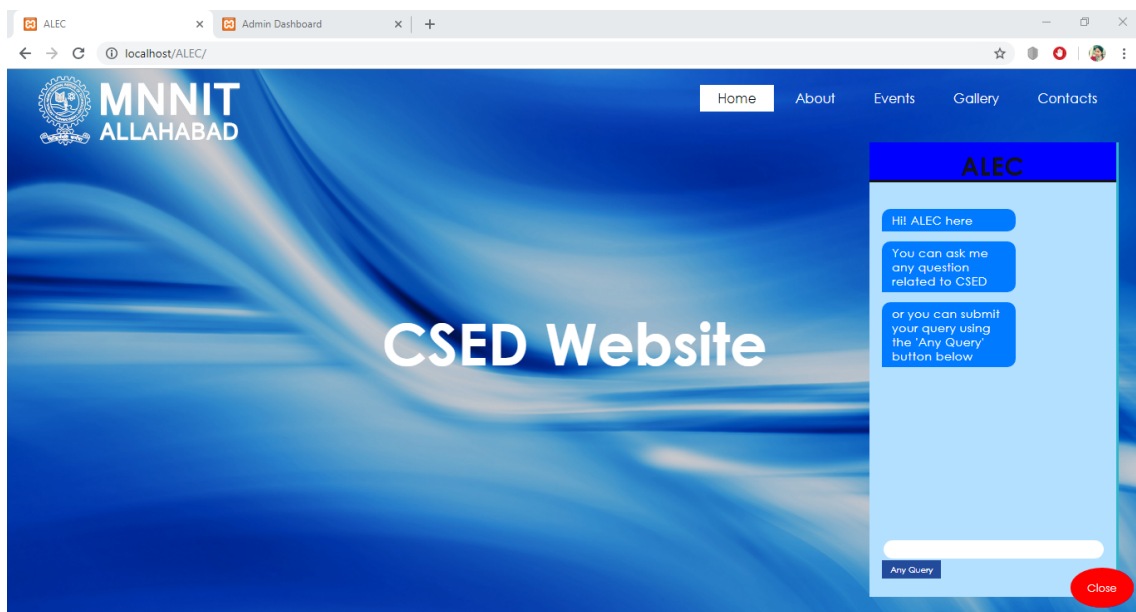 ALEC
Admin Dashboard
localhost/ALEC/
MNNIT
ALLAHABAD
Home About Events Gallery Contacts
ALEC
Hi! ALEC here
You can ask me
any question
related to CSED
or you can submit
your query using
the 'Any Query'
button below
CSED Website
Any Query
Close